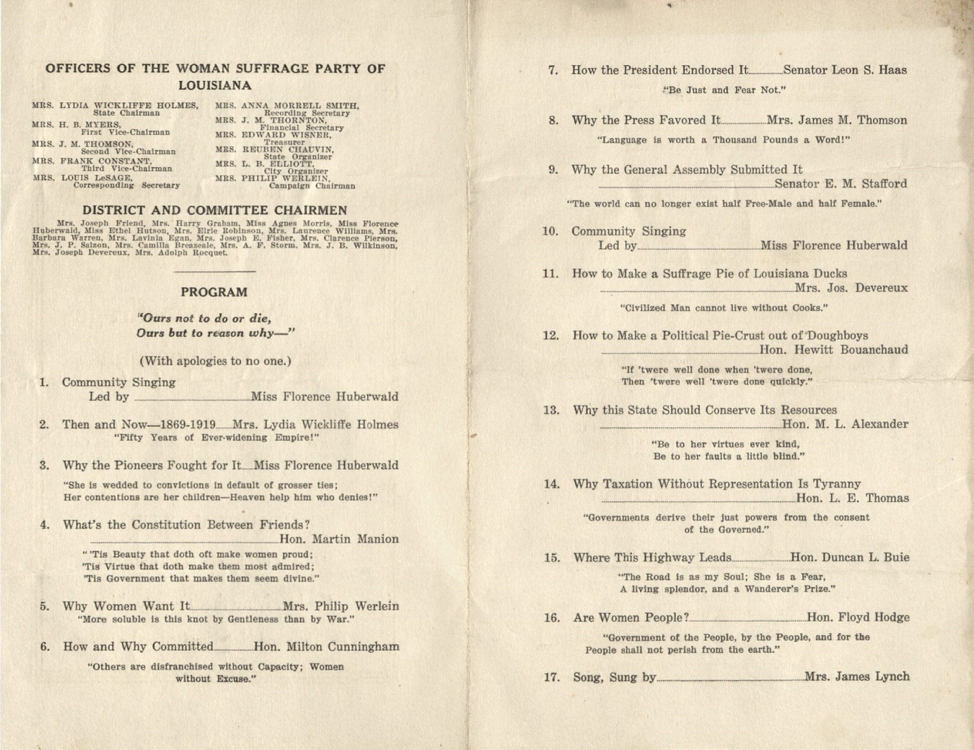 OFFICERS OF THE WOMAN SUFFRAGE PARTY OF
LOUISIANA
MRS. LYDIA WICKLIFFE HOLMES,
State Chairman
MRS. H. B. MYERS,
First Vice-Chairman
MRS. J. M. THOMSON,
Second Vice-Chairman
MRS. FRANK CONSTANT,
Third Vice-Chairman
MRS. LOUIS LeSAGE,
Corresponding Secretary
MRS. ANNA MORRELL SMITH,
Recording Secretary
MRS. J. M. THORNTON,
Financial Secretary
MRS. EDWARD WISNER,
Treasurer
MRS. REUBEN CHAUVIN,
State Organizer
MRS. L. B. ELLIOTT,
City Organizer
MRS. PHILIP WERLEIN,
Campaign Chairman
DISTRICT AND COMMITTEE CHAIRMEN
Mrs. Joseph Friend, Mrs. Harry Graham, Miss Agnes Morris, Miss Florence
Huberwald, Miss Ethel Hutson, Mrs. Elzie Robinson, Mrs. Laurence Williams, Mrs.
Barbara Warren, Mrs. Lavinia Egan, Mrs. Joseph E. Fisher, Mrs. Clarence Pierson,
Mrs. J. P. Saizon, Mrs. Camilla Breazeale, Mrs. A. F. Storm, Mrs. J. B. Wilkinson,
Mrs. Joseph Devereux, Mrs. Adolph Rocquet.
PROGRAM
"Ours not to do or die,
Ours but to reason why—"
(With apologies to no one.)
1. Community Singing
Led by Miss Florence Huberwald
2. Then and Now—1869-1919 Mrs. Lydia Wickliffe Holmes
"Fifty Years of Ever-widening Empire!"
3. Why the Pioneers Fought for It Miss Florence Huberwald
"She is wedded to convictions in default of grosser ties;
Her contentions are her children—Heaven help him who denies!"
4. What's the Constitution Between Friends?
Hon. Martin Manion
" 'Tis Beauty that doth oft make women proud;
'Tis Virtue that doth make them most admired;
'Tis Government that makes them seem divine."
5. Why Women Want It Mrs. Philip Werlein
"More soluble is this knot by Gentleness than by War."
6. How and Why Committed Hon. Milton Cunningham
"Others are disfranchised without Capacity; Women
without Excuse."
7. How the President Endorsed It Senator Leon S. Haas
"Be Just and Fear Not."
8. Why the Press Favored It Mrs. James M. Thomson
"Language is worth a Thousand Pounds a Word!"
9. Why the General Assembly Submitted It
Senator E. M. Stafford
"The world can no longer exist half Free-Male and half Female."
10. Community Singing
Led by Miss Florence Huberwald
11. How to Make a Suffrage Pie of Louisiana Ducks
Mrs. Jos. Devereux
"Civilized Man cannot live without Cooks."
12. How to Make a Political Pie-Crust out of Doughboys
Hon. Hewitt Bouanchaud
"If 'twere well done when 'twere done,
Then 'twere well 'twere done quickly."
13. Why this State Should Conserve Its Resources
Hon. M. L. Alexander
"Be to her virtues ever kind,
Be to her faults a little blind."
14. Why Taxation Without Representation Is Tyranny
Hon. L. E. Thomas
"Governments derive their just powers from the consent
of the Governed."
15. Where This Highway Leads Hon. Duncan L. Buie
"The Road is as my Soul; She is a Fear,
A living splendor, and a Wanderer's Prize."
16. Are Women People? Hon. Floyd Hodge
"Government of the People, by the People, and for the
People shall not perish from the earth."
17. Song, Sung by Mrs. James Lynch